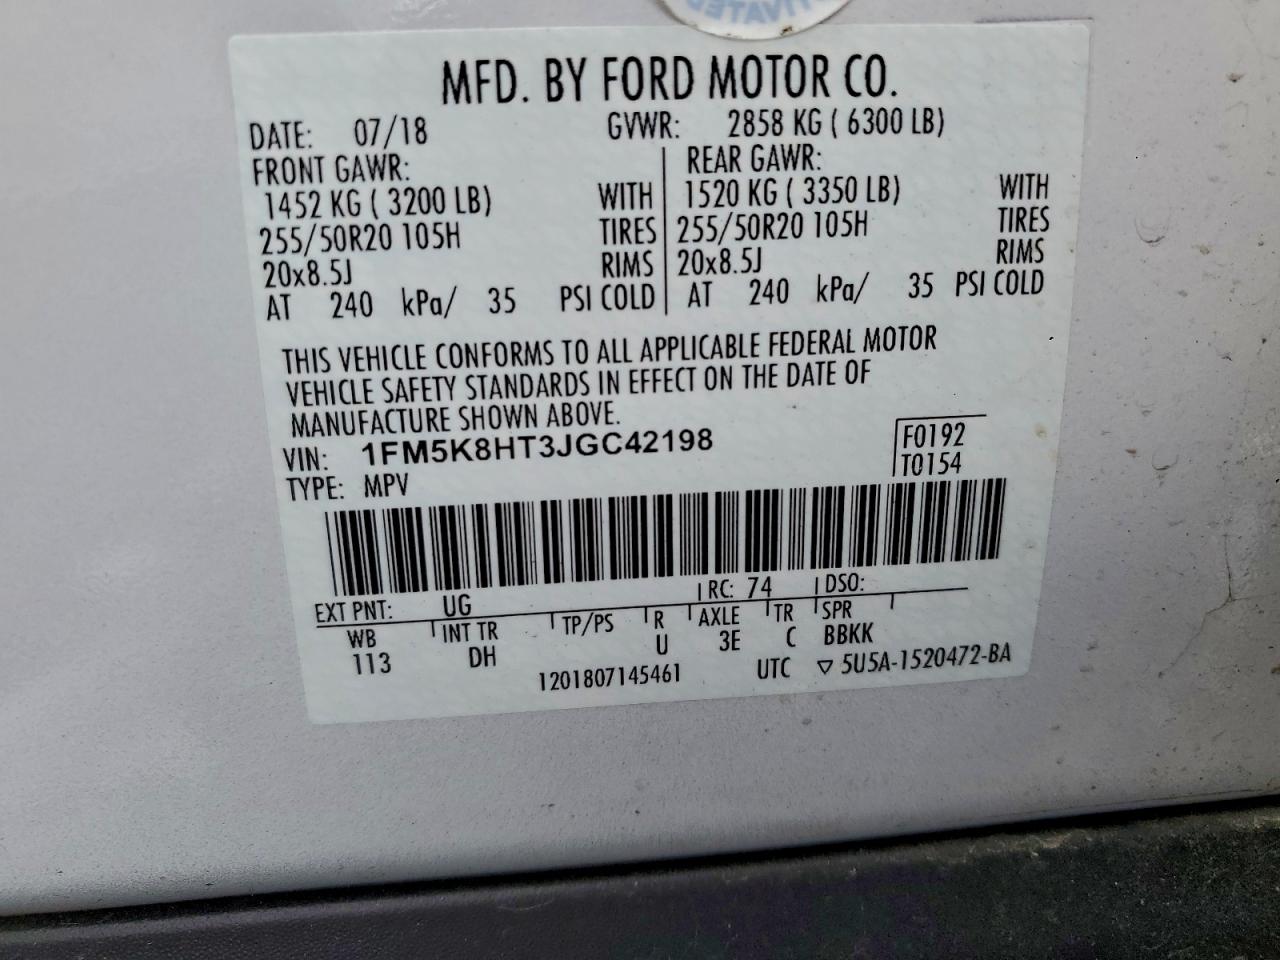 MFD. BY FORD MOTOR CO.
DATE: 07/18 GVWR: 2858 KG ( 6300 LB)
FRONT GAWR: REAR GAWR:
1452 KG ( 3200 LB) WITH 1520 KG ( 3350 LB) WITH
255/50R20 105H TIRES 255/50R20 105H TIRES
20x8.5J RIMS 20x8.5J RIMS
AT 240 kPa/ 35 PSI COLD AT 240 kPa/ 35 PSI COLD
THIS VEHICLE CONFORMS TO ALL APPLICABLE FEDERAL MOTOR
VEHICLE SAFETY STANDARDS IN EFFECT ON THE DATE OF
MANUFACTURE SHOWN ABOVE.
VIN: 1FM5K8HT3JGC42198 F0192
TYPE: MPV T0154
EXT PNT: UG RC: 74 DSO:
WB INT TR TP/PS R AXLE TR SPR
113 DH U 3E C BBKK
1201807145461 UTC ▽ 5U5A-1520472-BA